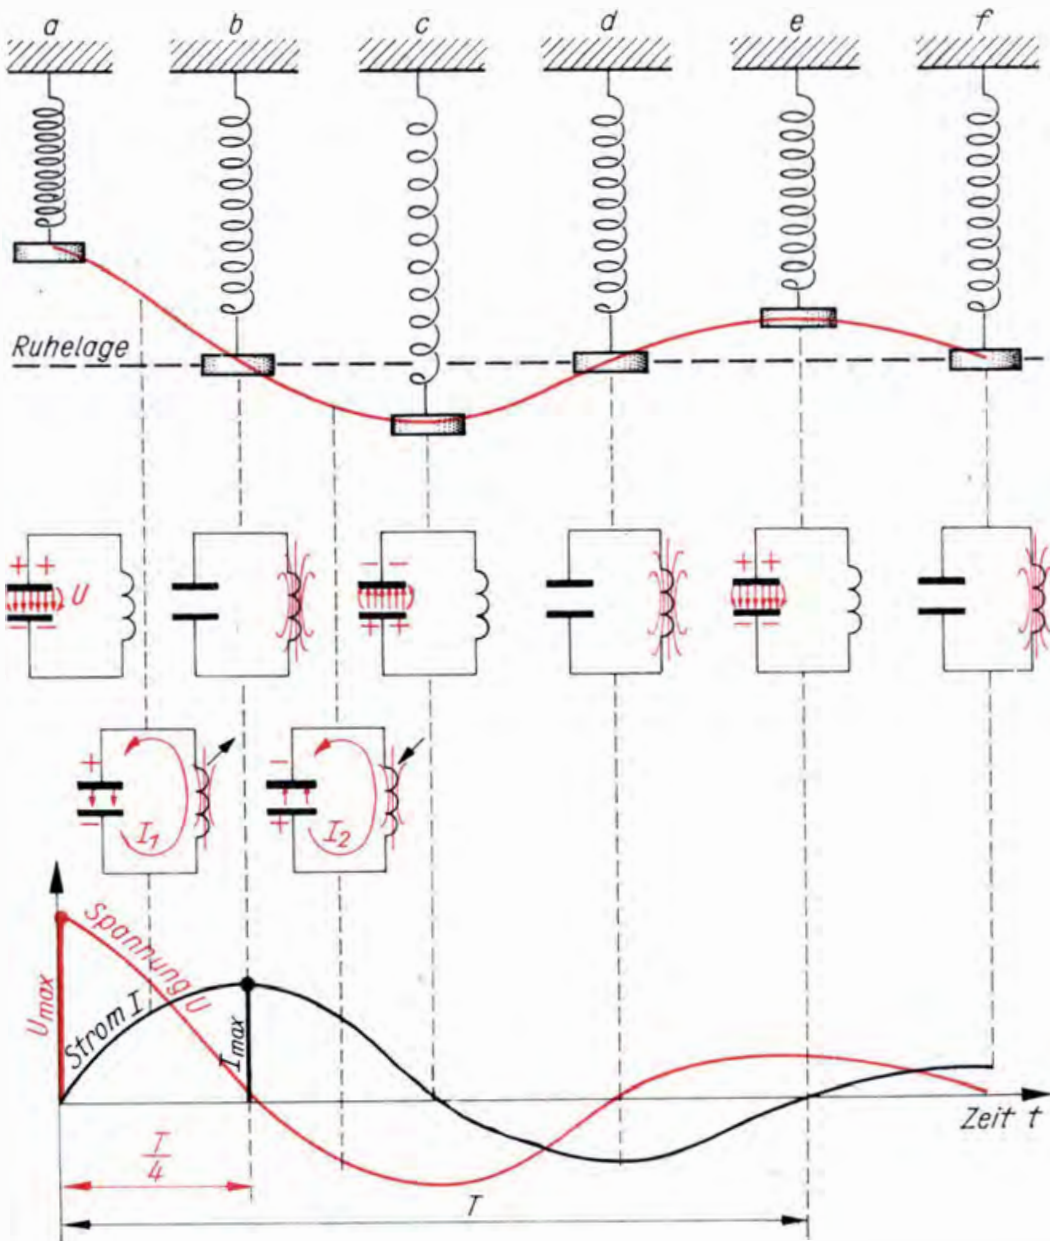 a b c d e f
Ruhelage
+ + U - -
- - + +
+ + - -
+ - I1
- + I2
Umax
Spannung U
Strom I
Imax
Zeit t
T/4
T